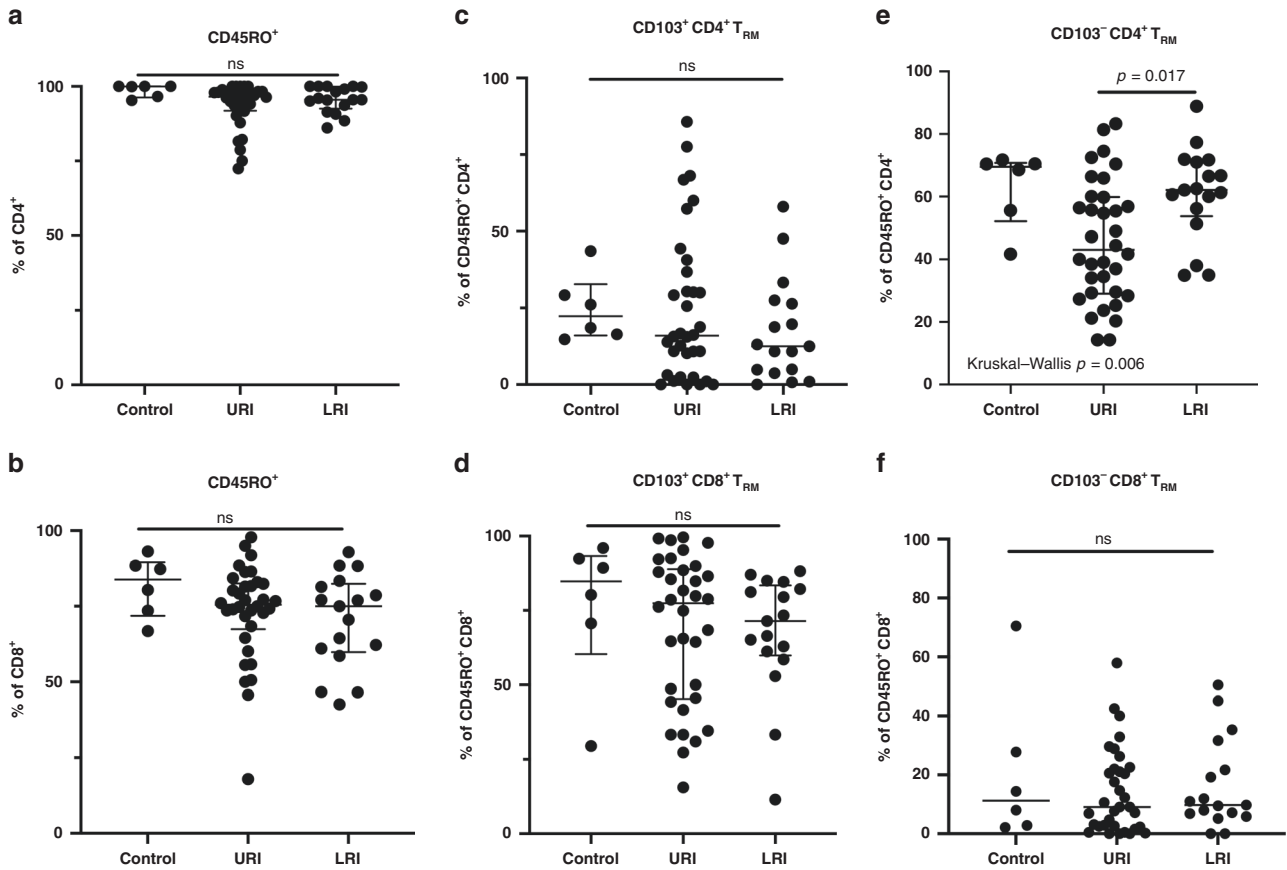 a
CD45RO+
ns
% of CD4+
100
50
0
Control URI LRI
b
CD45RO+
ns
% of CD8+
100
50
0
Control URI LRI
c
CD103+ CD4+ TRM
ns
% of CD45RO+ CD4+
100
50
0
Control URI LRI
d
CD103+ CD8+ TRM
ns
% of CD45RO+ CD8+
100
50
0
Control URI LRI
e
CD103− CD4+ TRM
p = 0.017
% of CD45RO+ CD4+
100
80
60
40
20
0
Kruskal–Wallis p = 0.006
Control URI LRI
f
CD103− CD8+ TRM
ns
% of CD45RO+ CD8+
100
80
60
40
20
0
Control URI LRI